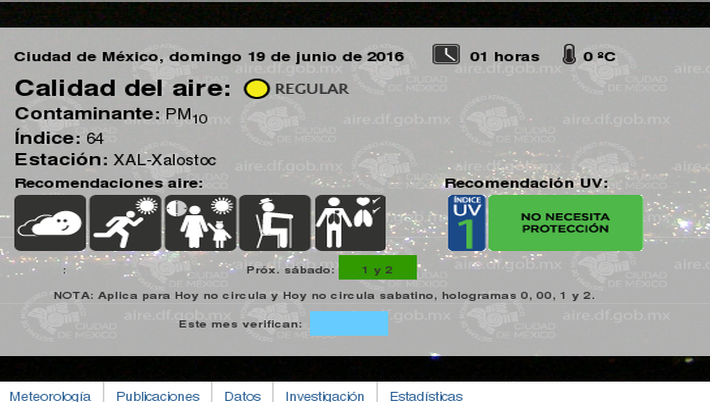 Ciudad de México, domingo 19 de junio de 2016 01 horas 0 ºC
Calidad del aire: REGULAR
Contaminante: PM10
Índice: 64
Estación: XAL-Xalostoc
Recomendaciones aire: Recomendación UV:
ÍNDICE
UV
1
NO NECESITA
PROTECCIÓN
:
Próx. sábado: 1 y 2
NOTA: Aplica para Hoy no circula y Hoy no circula sabatino, hologramas 0, 00, 1 y 2.
Este mes verifican:
aire.df.gob.mx
CIUDAD
DE MÉXICO
Meteorología Publicaciones Datos Investigación Estadísticas